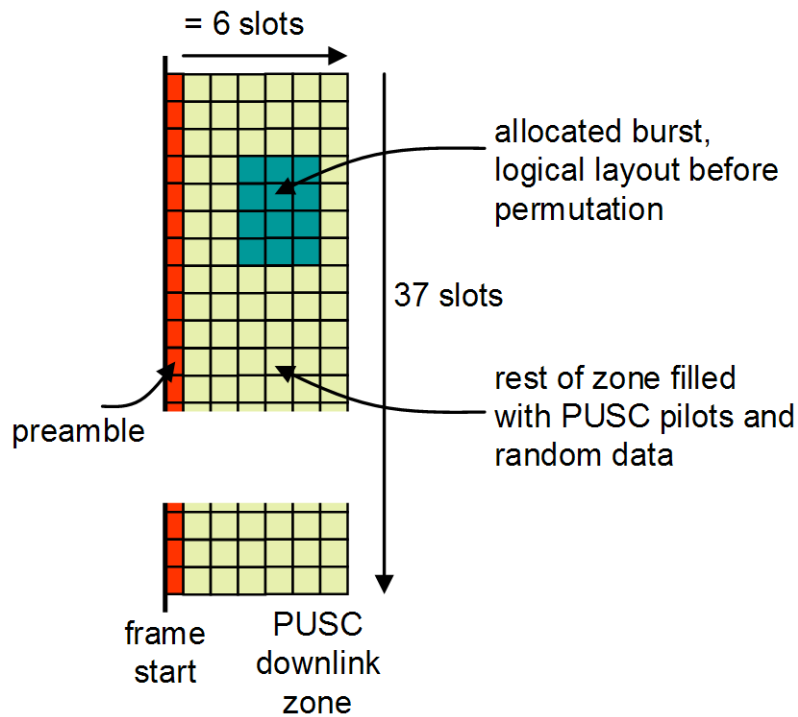 = 6 slots
allocated burst,
logical layout before
permutation
37 slots
rest of zone filled
with PUSC pilots and
random data
preamble
frame
start
PUSC
downlink
zone